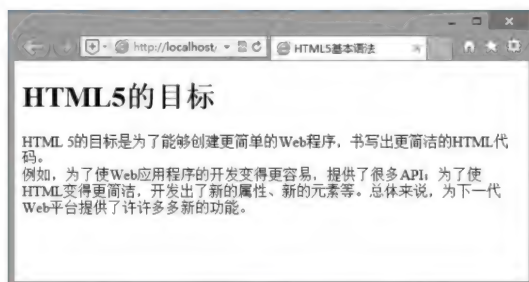 http://localhost/
HTML5基本语法
HTML5的目标
HTML 5的目标是为了能够创建更简单的Web程序，书写出更简洁的HTML代
码。
例如，为了使Web应用程序的开发变得更容易，提供了很多API；为了使
HTML变得更简洁，开发出了新的属性、新的元素等。总体来说，为下一代
Web平台提供了许许多多新的功能。